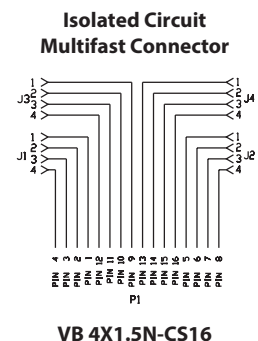 Isolated Circuit
Multifast Connector
1
2
J3
3
4
1
2
J4
3
4
1
2
J1
3
4
1
2
J2
3
4
PIN 4
PIN 3
PIN 2
PIN 1
PIN 12
PIN 11
PIN 10
PIN 9
PIN 13
PIN 14
PIN 15
PIN 16
PIN 5
PIN 6
PIN 7
PIN 8
P1
VB 4X1.5N-CS16